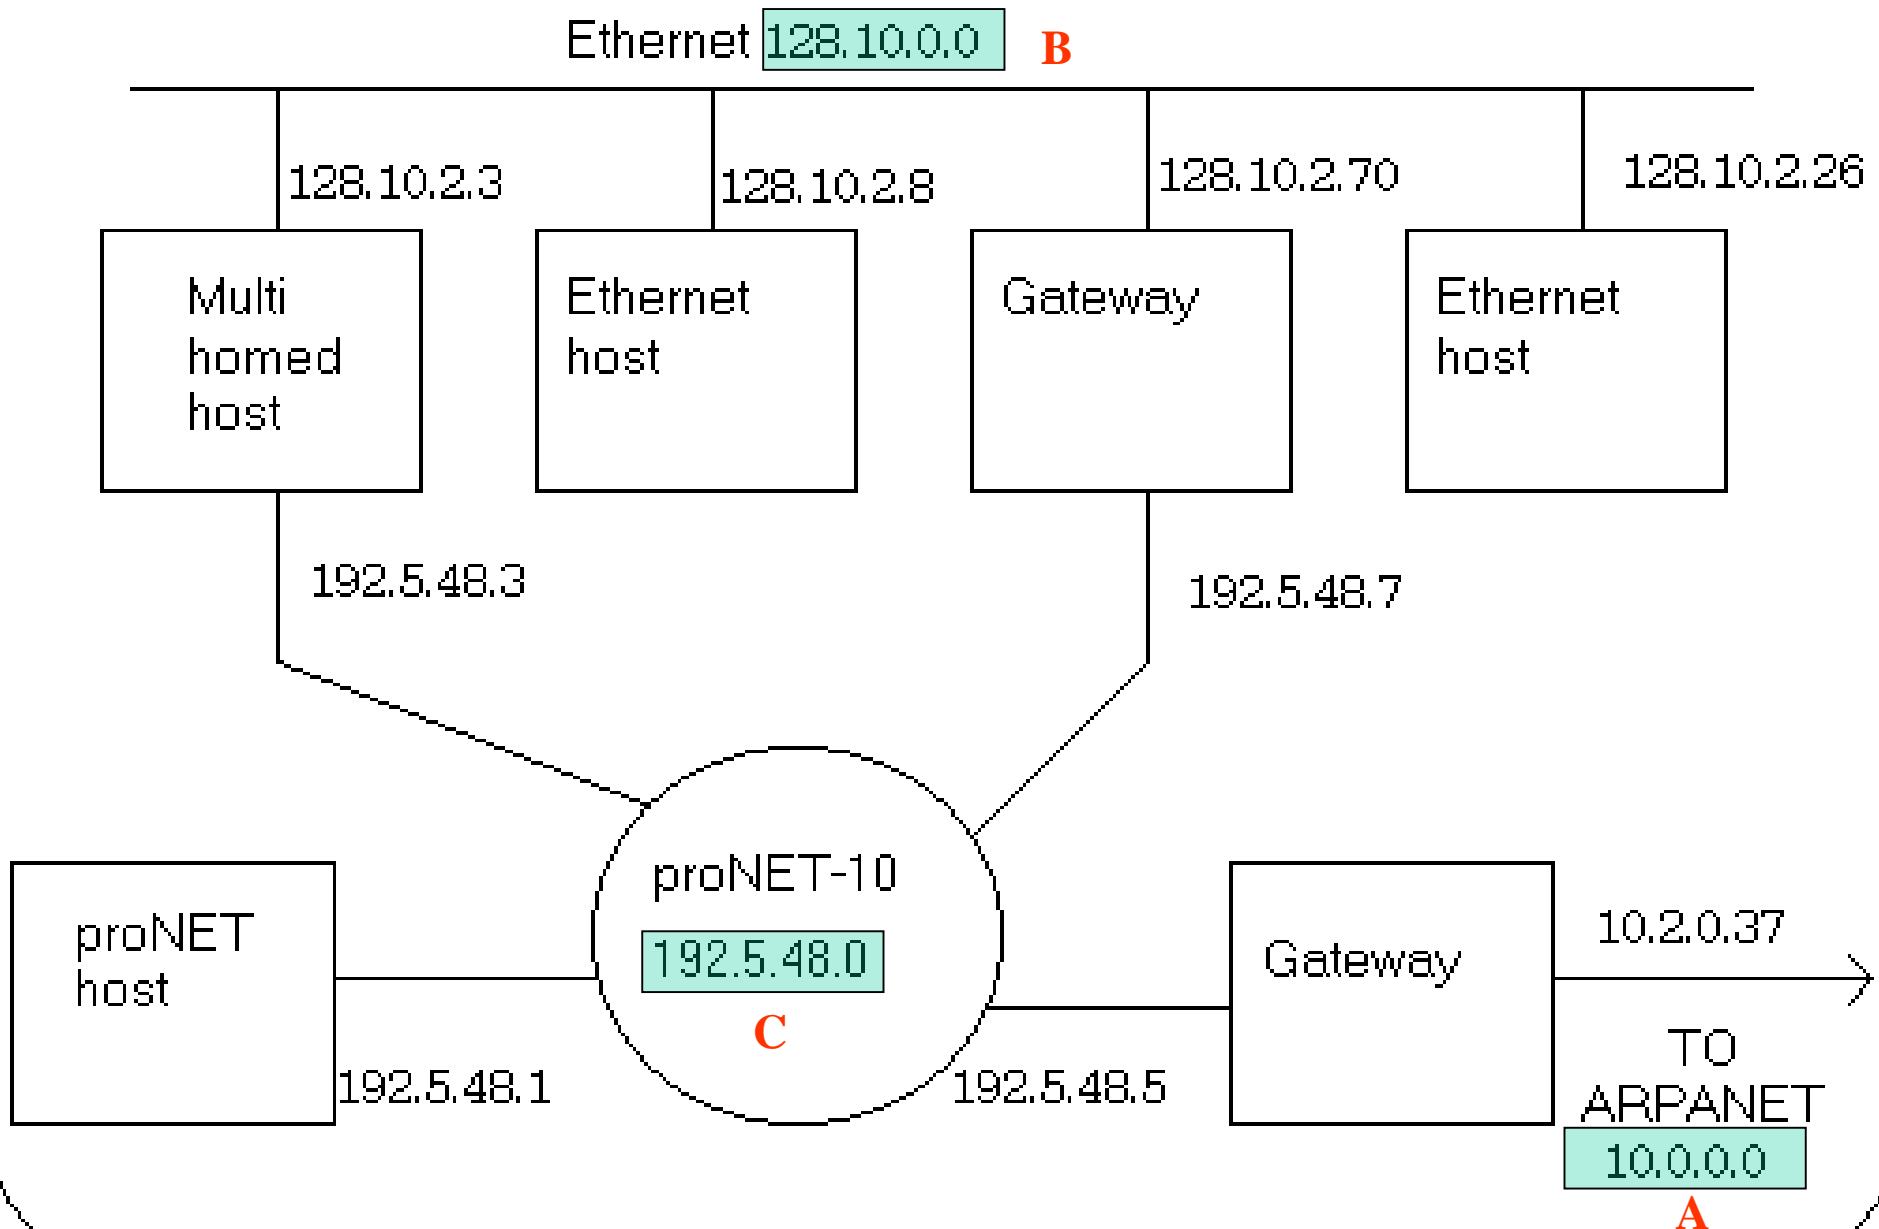 Ethernet 128.10.0.0 B
128.10.2.3
128.10.2.8
128.10.2.70
128.10.2.26
Multi
homed
host
Ethernet
host
Gateway
Ethernet
host
192.5.48.3
192.5.48.7
proNET-10
192.5.48.0
C
proNET
host
192.5.48.1
192.5.48.5
Gateway
10.2.0.37
TO
ARPANET
10.0.0.0
A